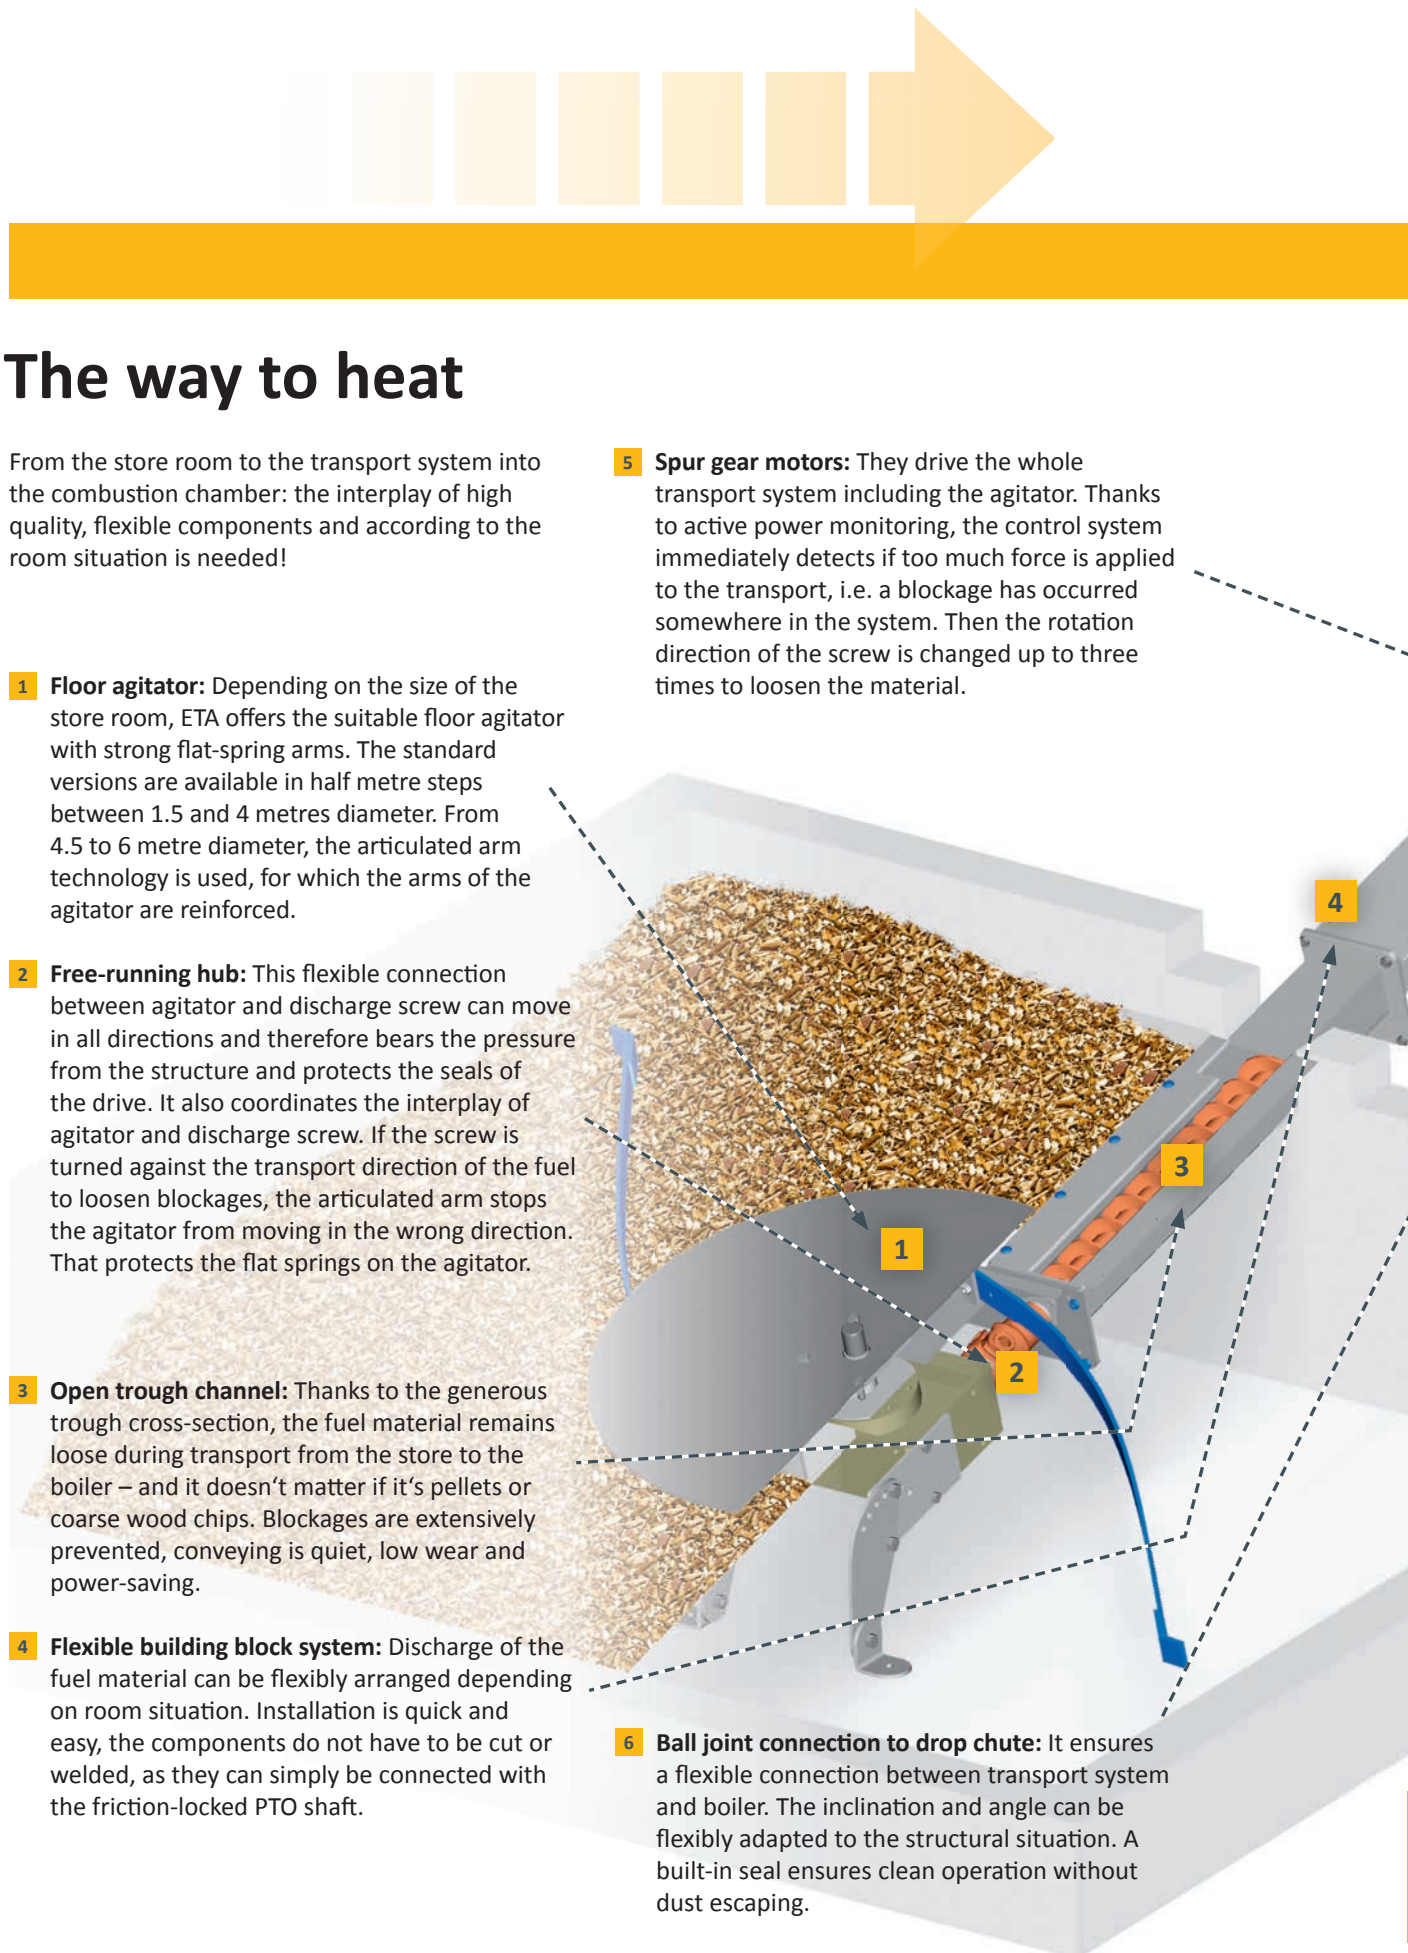 The way to heat
From the store room to the transport system into
the combustion chamber: the interplay of high
quality, flexible components and according to the
room situation is needed!
1 Floor agitator: Depending on the size of the
store room, ETA offers the suitable floor agitator
with strong flat-spring arms. The standard
versions are available in half metre steps
between 1.5 and 4 metres diameter. From
4.5 to 6 metre diameter, the articulated arm
technology is used, for which the arms of the
agitator are reinforced.
2 Free-running hub: This flexible connection
between agitator and discharge screw can move
in all directions and therefore bears the pressure
from the structure and protects the seals of
the drive. It also coordinates the interplay of
agitator and discharge screw. If the screw is
turned against the transport direction of the fuel
to loosen blockages, the articulated arm stops
the agitator from moving in the wrong direction.
That protects the flat springs on the agitator.
3 Open trough channel: Thanks to the generous
trough cross-section, the fuel material remains
loose during transport from the store to the
boiler – and it doesn‘t matter if it‘s pellets or
coarse wood chips. Blockages are extensively
prevented, conveying is quiet, low wear and
power-saving.
4 Flexible building block system: Discharge of the
fuel material can be flexibly arranged depending
on room situation. Installation is quick and
easy, the components do not have to be cut or
welded, as they can simply be connected with
the friction-locked PTO shaft.
5 Spur gear motors: They drive the whole
transport system including the agitator. Thanks
to active power monitoring, the control system
immediately detects if too much force is applied
to the transport, i.e. a blockage has occurred
somewhere in the system. Then the rotation
direction of the screw is changed up to three
times to loosen the material.
4
3
1
2
6 Ball joint connection to drop chute: It ensures
a flexible connection between transport system
and boiler. The inclination and angle can be
flexibly adapted to the structural situation. A
built-in seal ensures clean operation without
dust escaping.